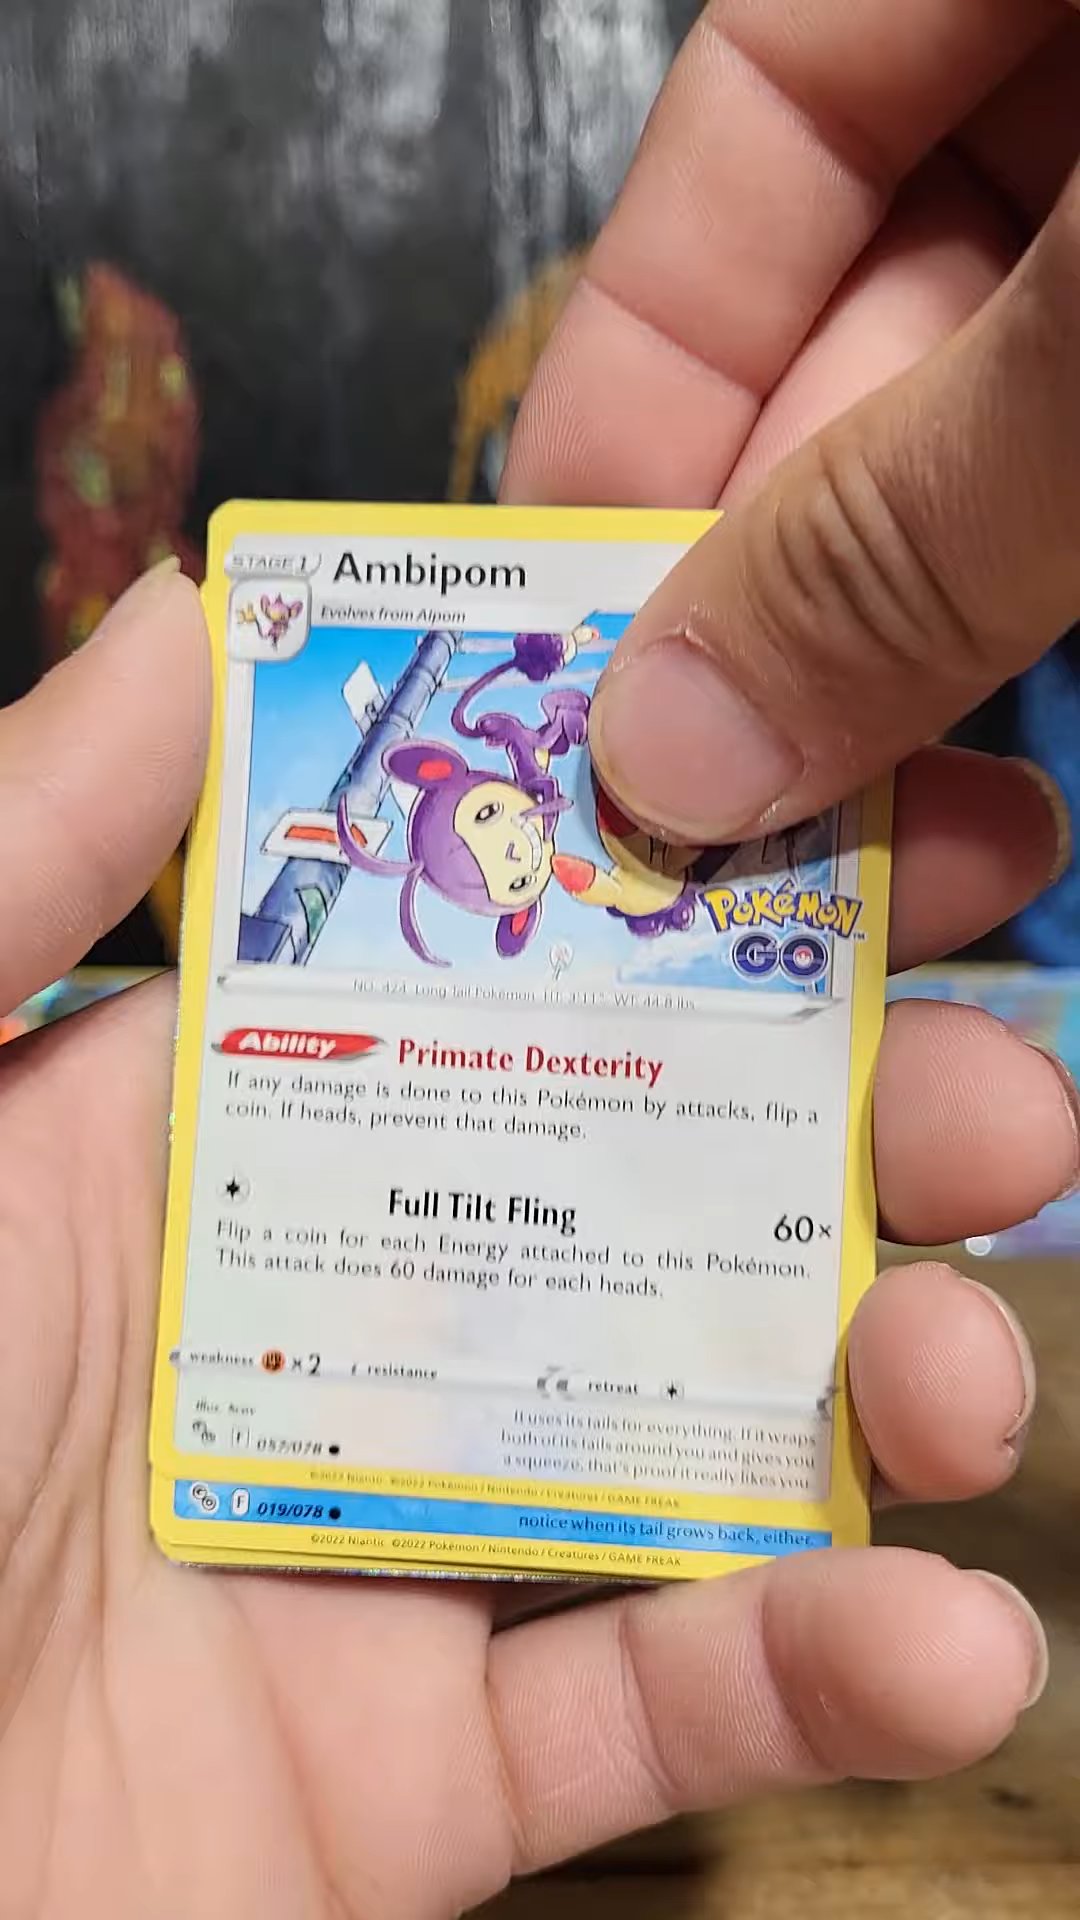 STAGE 1 Ambipom
Evolves from Aipom
POKéMON
GO
NO. 424 Long Tail Pokémon HT: 3'11" WT: 44.8 lbs.
Ability Primate Dexterity
If any damage is done to this Pokémon by attacks, flip a
coin. If heads, prevent that damage.
Full Tilt Fling 60×
Flip a coin for each Energy attached to this Pokémon.
This attack does 60 damage for each heads.
weakness ×2 resistance retreat
Illus.
It uses its tails for everything. If it wraps
both of its tails around you and gives you
a squeeze, that's proof it really likes you.
F 057/078
©2022 Niantic ©2022 Pokémon / Nintendo / Creatures / GAME FREAK
GO F 019/078
notice when its tail grows back, either.
©2022 Niantic ©2022 Pokémon / Nintendo / Creatures / GAME FREAK